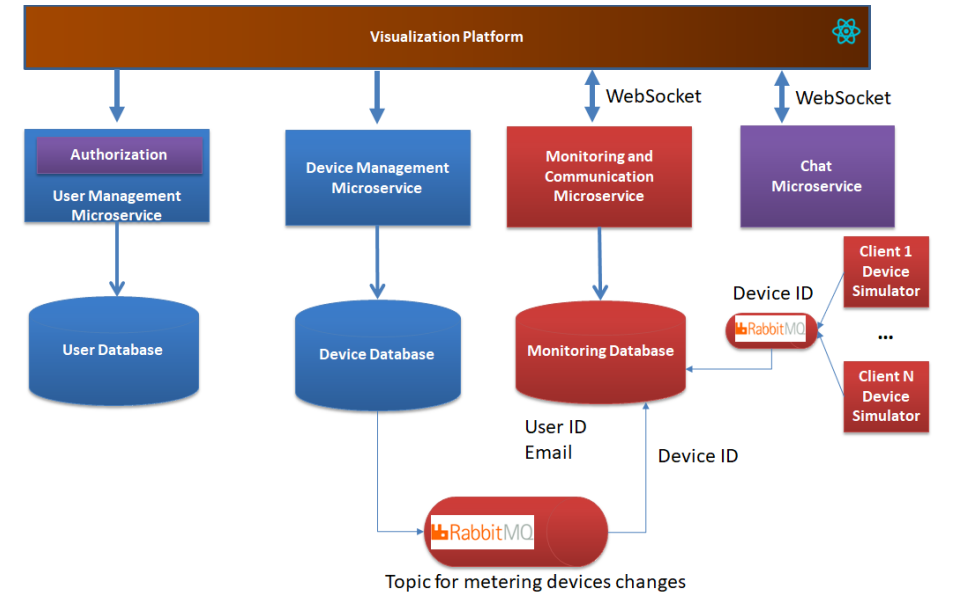 Visualization Platform
WebSocket
WebSocket
Authorization
User Management
Microservice
Device Management
Microservice
Monitoring and
Communication
Microservice
Chat
Microservice
Client 1
Device
Simulator
Device ID
RabbitMQ
...
User Database
Device Database
Monitoring Database
Client N
Device
Simulator
User ID
Email
Device ID
RabbitMQ
Topic for metering devices changes